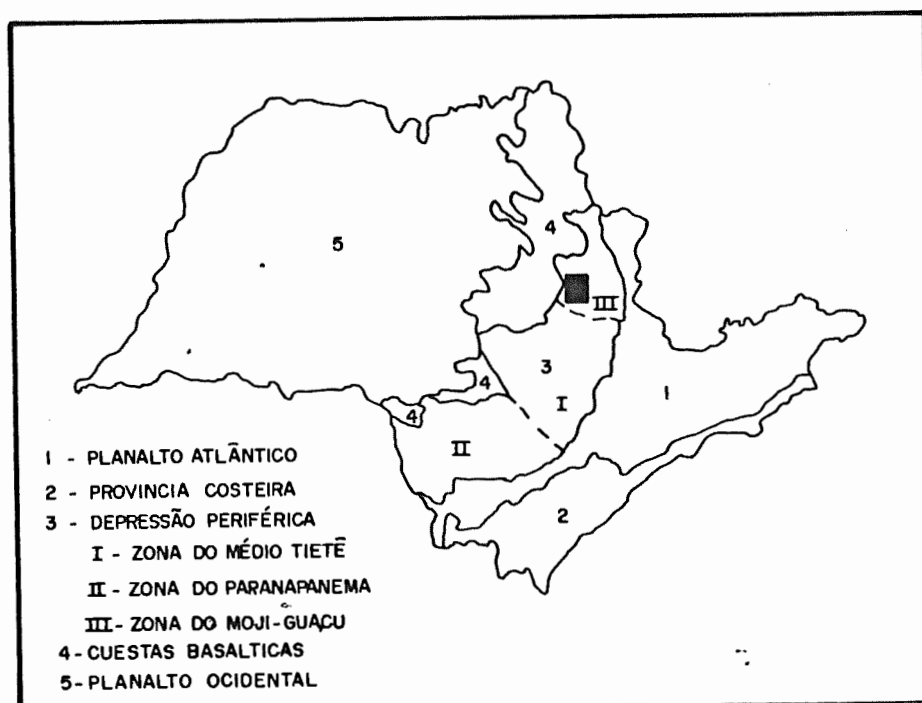 5
4
III
3
4
I
1
4
II
2
1 - PLANALTO ATLÂNTICO
2 - PROVINCIA COSTEIRA
3 - DEPRESSÃO PERIFÉRICA
I - ZONA DO MÉDIO TIETÊ
II - ZONA DO PARANAPANEMA
III - ZONA DO MOJI-GUAÇU
4 - CUESTAS BASALTICAS
5 - PLANALTO OCIDENTAL